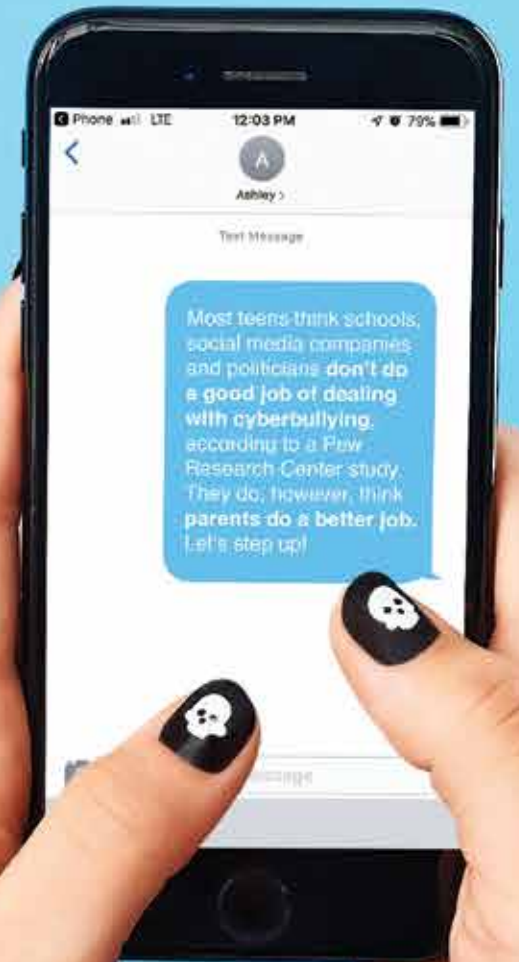 Phone LTE 12:03 PM 79%
A
Ashley >
Text Message
Most teens think schools,
social media companies
and politicians don't do
a good job of dealing
with cyberbullying,
according to a Pew
Research Center study.
They do, however, think
parents do a better job.
Let's step up!